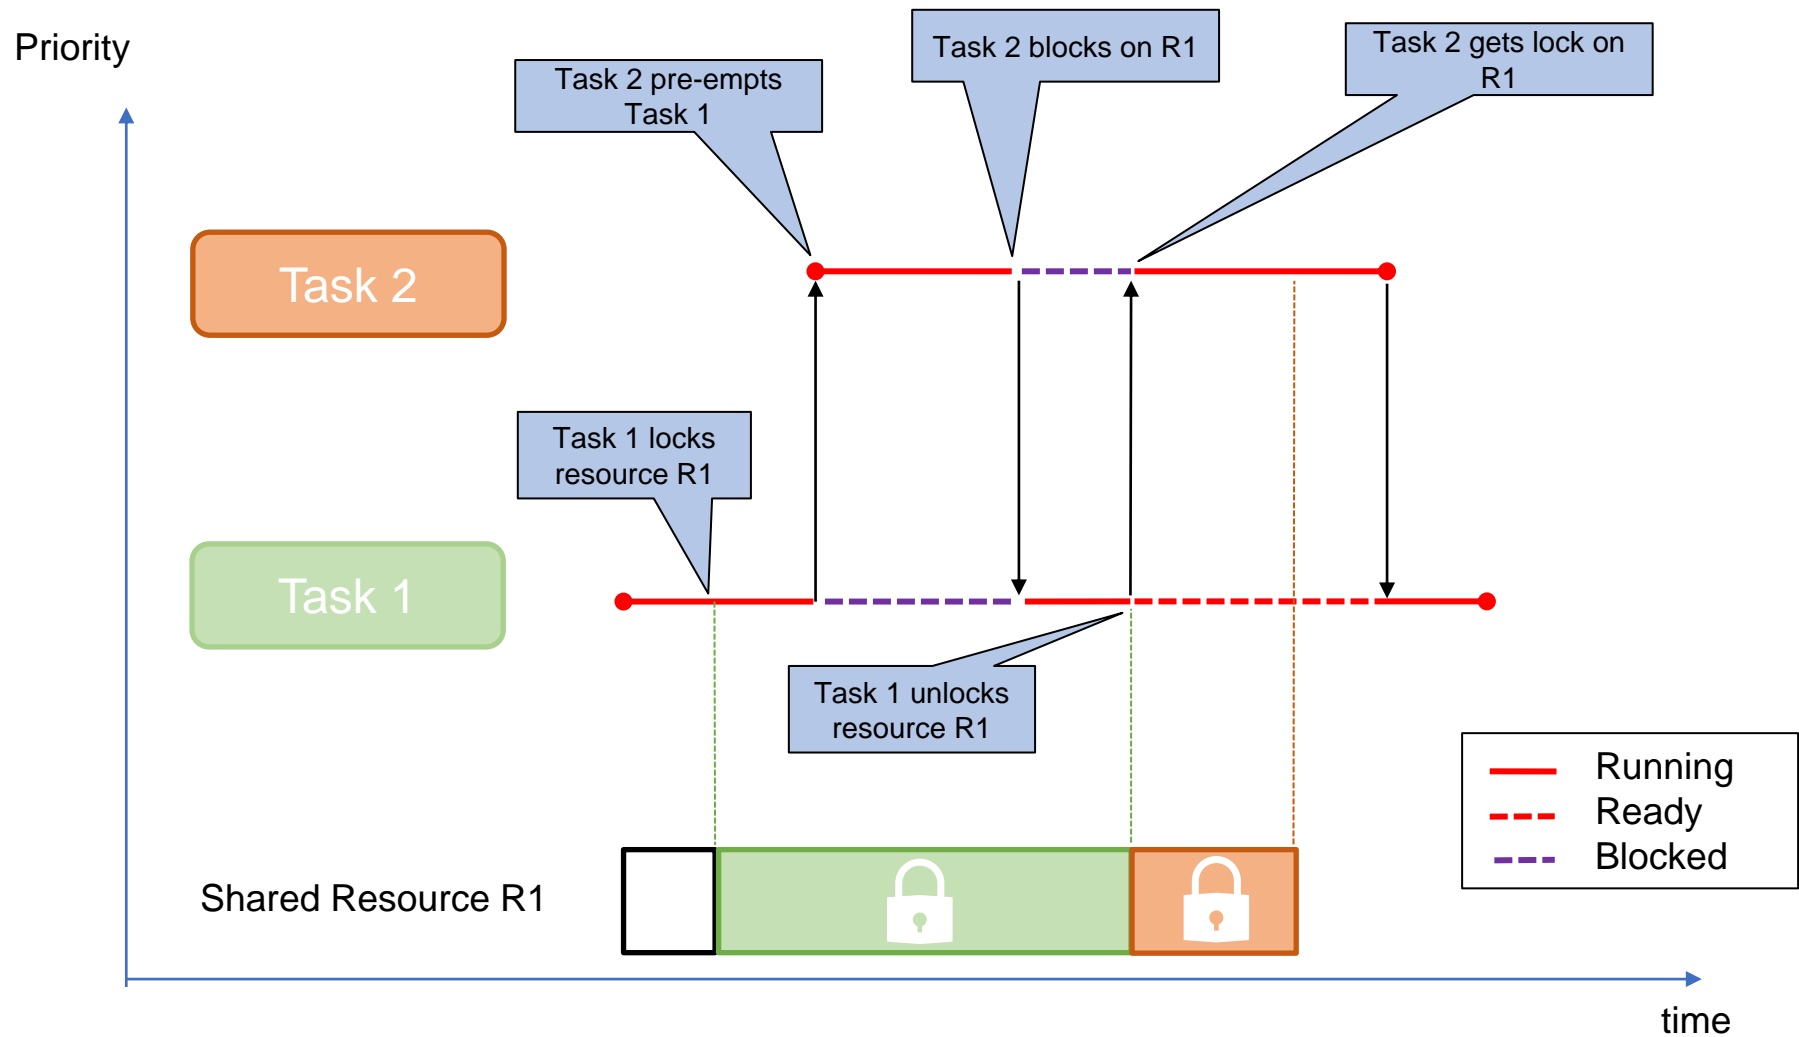 Priority
Task 2 pre-empts
Task 1
Task 2 blocks on R1
Task 2 gets lock on
R1
Task 2
Task 1 locks
resource R1
Task 1
Task 1 unlocks
resource R1
Running
Ready
Blocked
Shared Resource R1
time